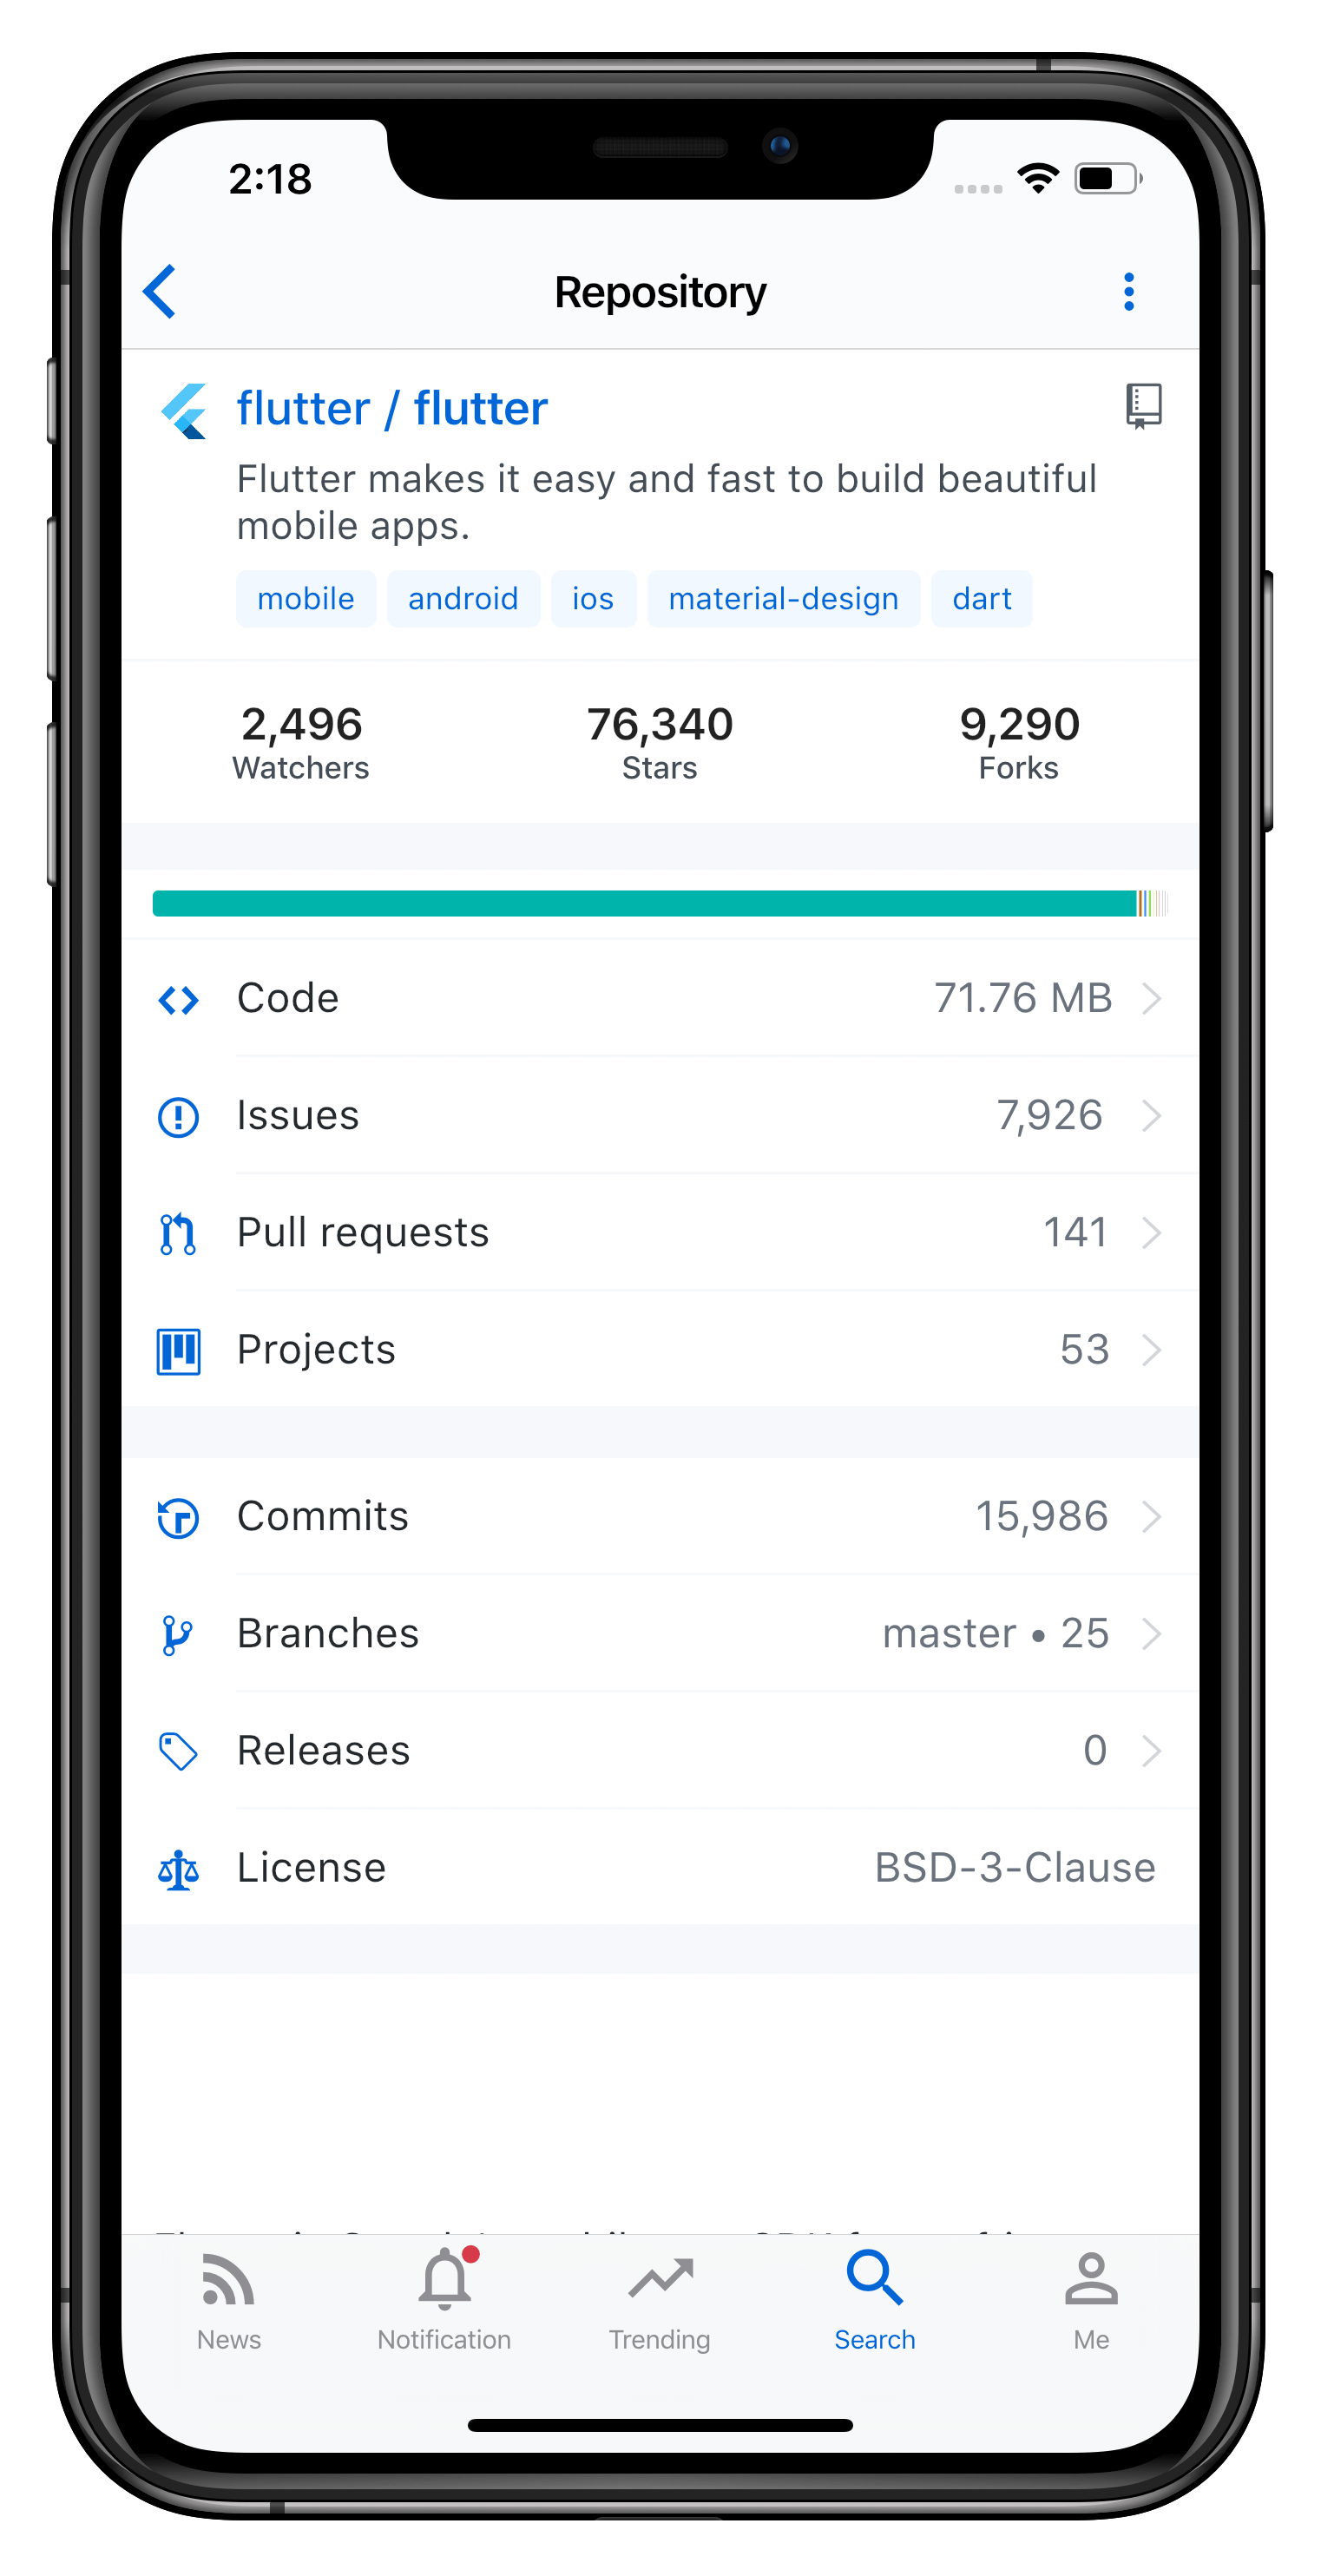 2:18
Repository
flutter / flutter
Flutter makes it easy and fast to build beautiful
mobile apps.
mobile android ios material-design dart
2,496 76,340 9,290
Watchers Stars Forks
Code 71.76 MB
Issues 7,926
Pull requests 141
Projects 53
Commits 15,986
Branches master • 25
Releases 0
License BSD-3-Clause
News Notification Trending Search Me